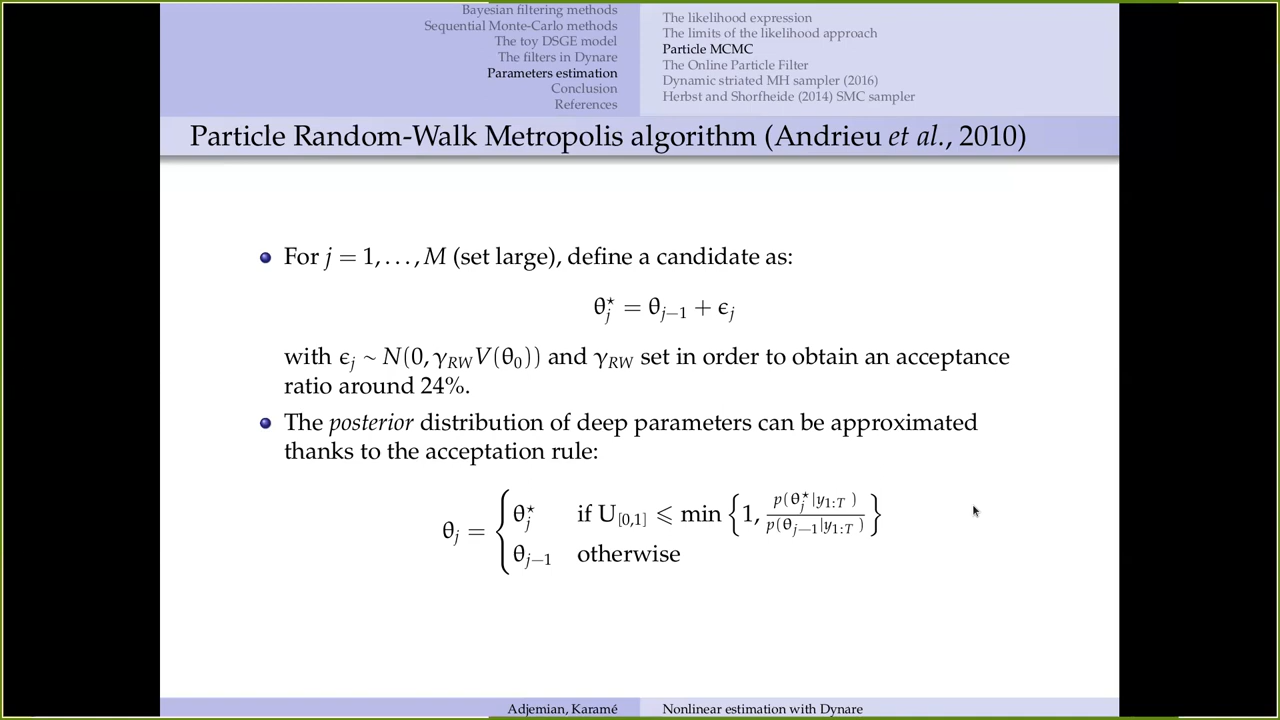 Bayesian filtering methods
Sequential Monte-Carlo methods
The toy DSGE model
The filters in Dynare
Parameters estimation
Conclusion
References
The likelihood expression
The limits of the likelihood approach
Particle MCMC
The Online Particle Filter
Dynamic striated MH sampler (2016)
Herbst and Shorfheide (2014) SMC sampler
Particle Random-Walk Metropolis algorithm (Andrieu et al., 2010)
For j = 1, . . . , M (set large), define a candidate as:
θ⋆j = θj−1 + ϵj
with ϵj ∼ N(0, γRW V(θ0)) and γRW set in order to obtain an acceptance
ratio around 24%.
The posterior distribution of deep parameters can be approximated
thanks to the acceptation rule:
θj = { θ⋆j if U[0,1] ⩽ min { 1, p(θ⋆j|y1:T) / p(θj−1|y1:T) }
θj−1 otherwise
Adjemian, Karamé
Nonlinear estimation with Dynare